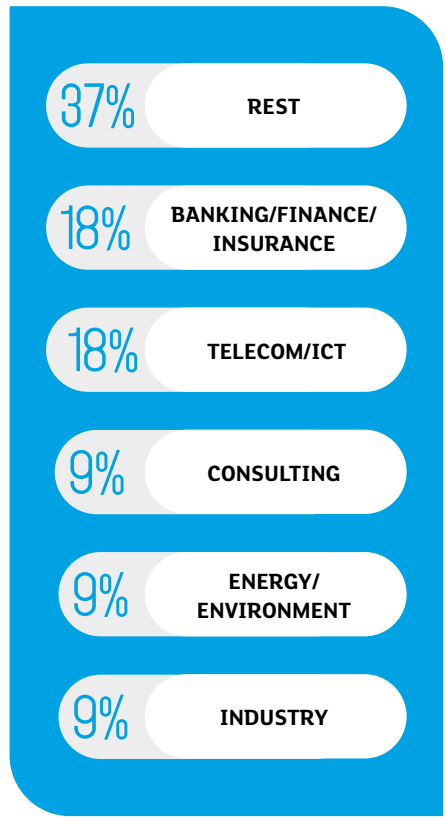 37% REST
18% BANKING/FINANCE/
INSURANCE
18% TELECOM/ICT
9% CONSULTING
9% ENERGY/
ENVIRONMENT
9% INDUSTRY